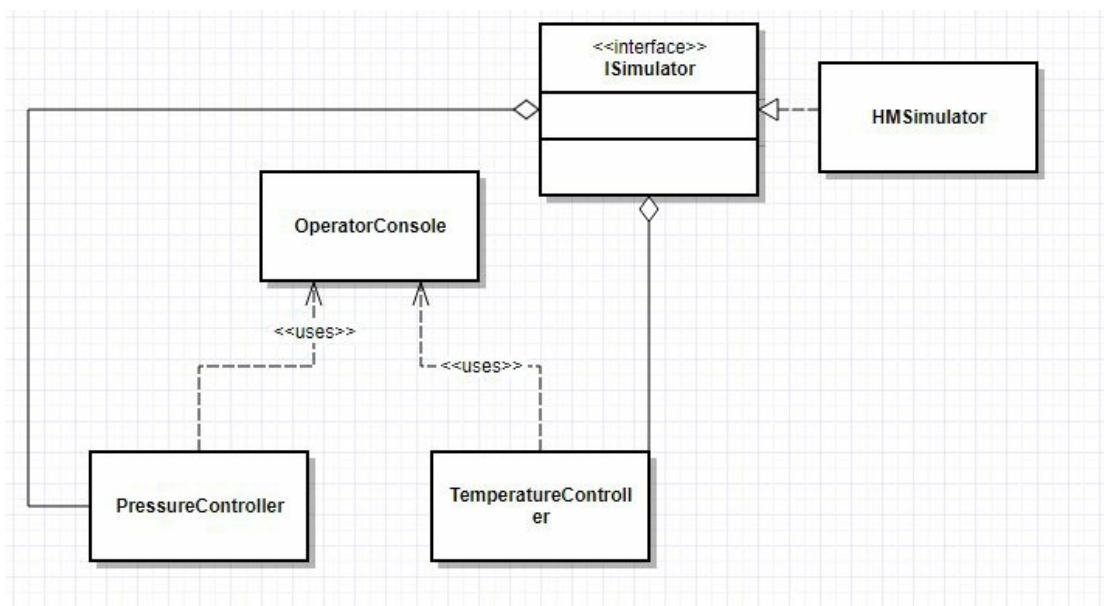 <<interface>>
ISimulator
HMSimulator
OperatorConsole
<<uses>>
<<uses>>
PressureController
TemperatureControll
er